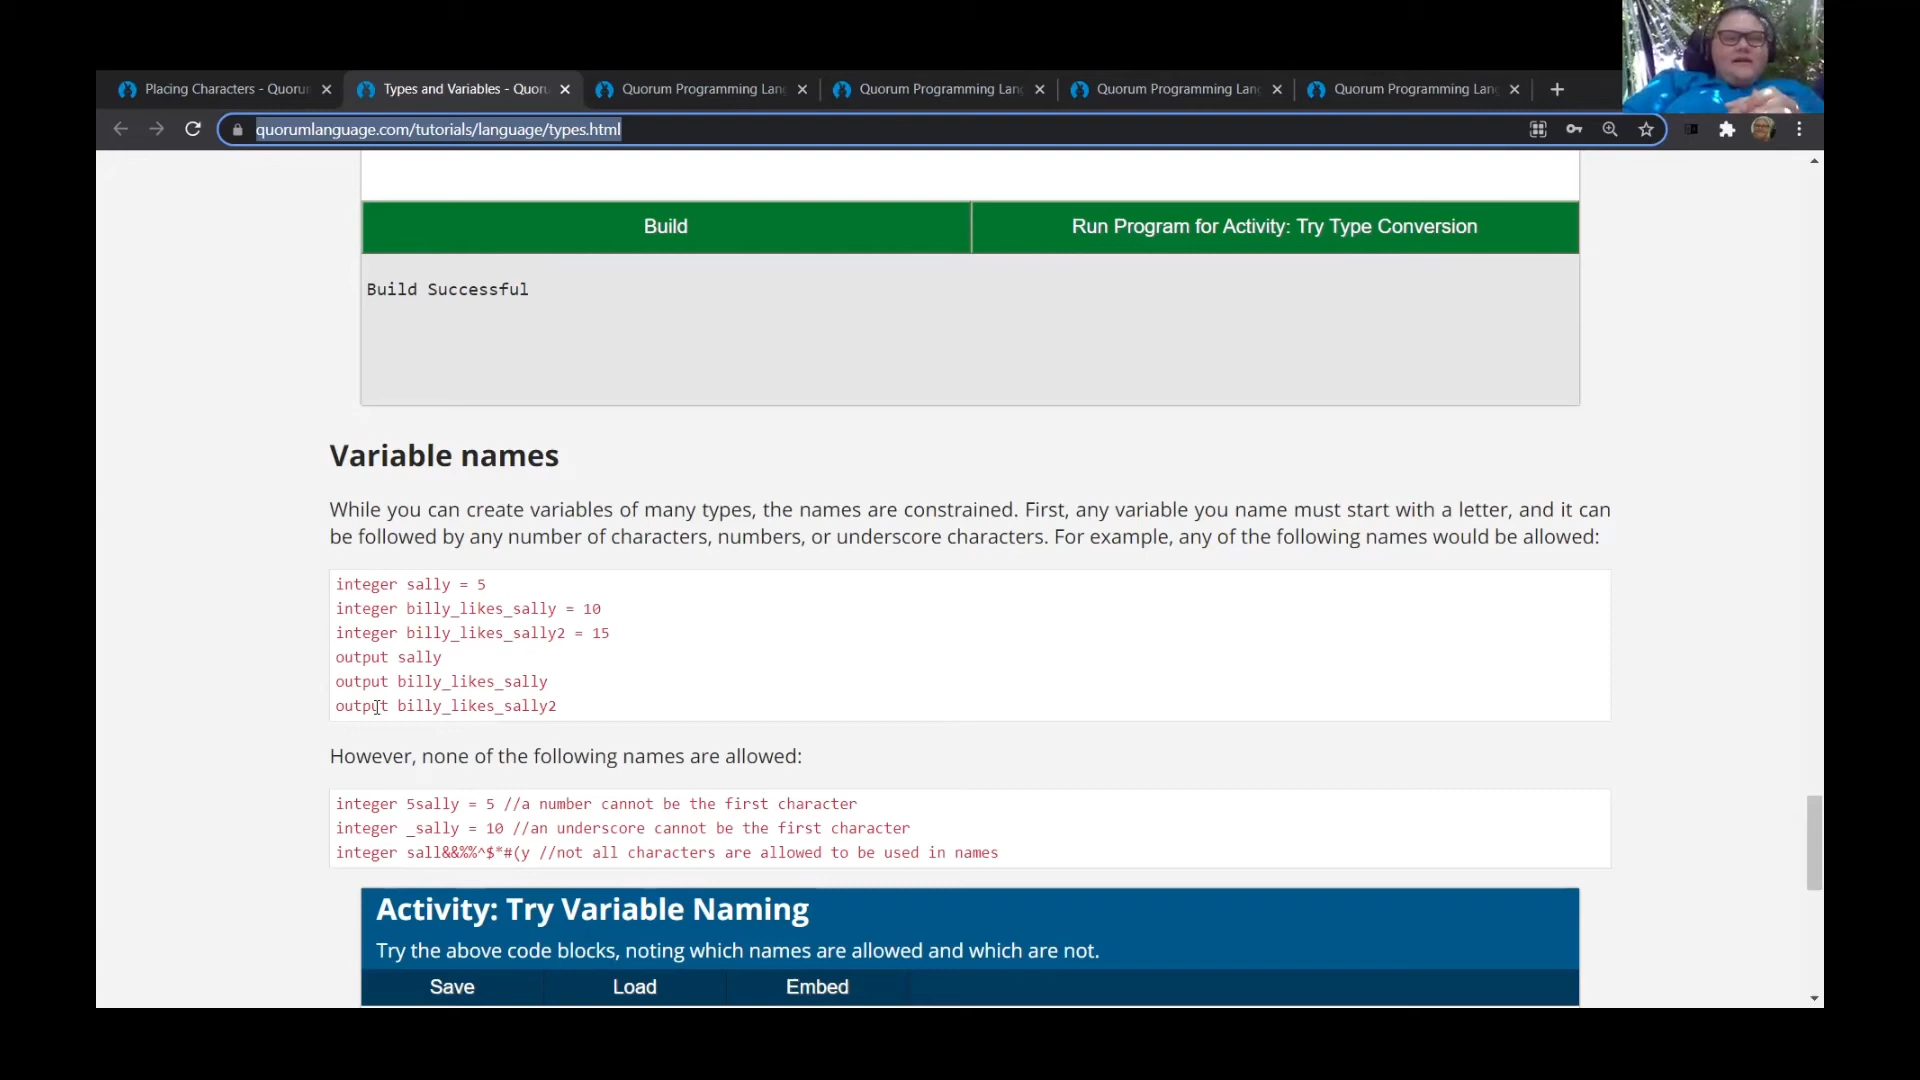 Placing Characters - Quorum
Types and Variables - Quoru
Quorum Programming Lang
Quorum Programming Lang
Quorum Programming Lang
Quorum Programming Lang
quorumlanguage.com/tutorials/language/types.html
Build
Run Program for Activity: Try Type Conversion
Build Successful
Variable names
While you can create variables of many types, the names are constrained. First, any variable you name must start with a letter, and it can
be followed by any number of characters, numbers, or underscore characters. For example, any of the following names would be allowed:
integer sally = 5
integer billy_likes_sally = 10
integer billy_likes_sally2 = 15
output sally
output billy_likes_sally
output billy_likes_sally2
However, none of the following names are allowed:
integer 5sally = 5 //a number cannot be the first character
integer _sally = 10 //an underscore cannot be the first character
integer sall&&%%^$*#(y //not all characters are allowed to be used in names
Activity: Try Variable Naming
Try the above code blocks, noting which names are allowed and which are not.
Save
Load
Embed